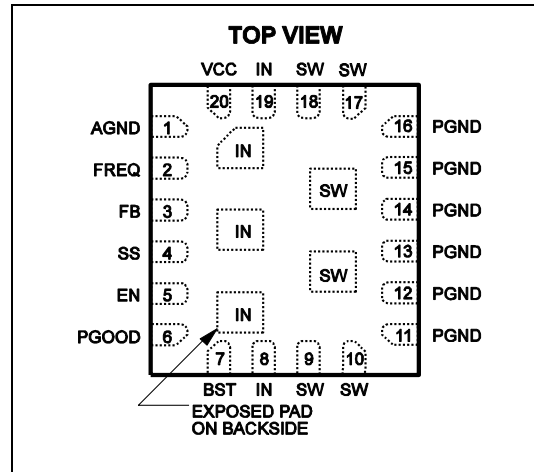 TOP VIEW
VCC IN SW SW
20 19 18 17
AGND 1 16 PGND
IN
FREQ 2 15 PGND
SW
FB 3 14 PGND
IN
SS 4 13 PGND
SW
EN 5 12 PGND
IN
PGOOD 6 11 PGND
7 8 9 10
BST IN SW SW
EXPOSED PAD
ON BACKSIDE